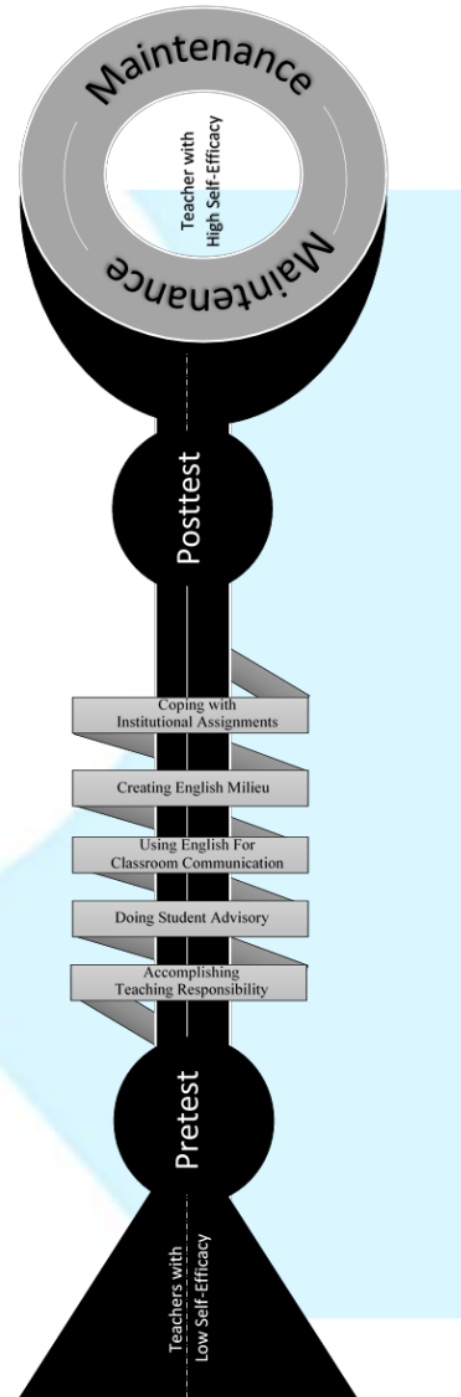 Maintenance
Teacher with
High Self-Efficacy
Maintenance
Posttest
Coping with
Institutional Assignments
Creating English Milieu
Using English For
Classroom Communication
Doing Student Advisory
Accomplishing
Teaching Responsibility
Pretest
Teachers with
Low Self-Efficacy